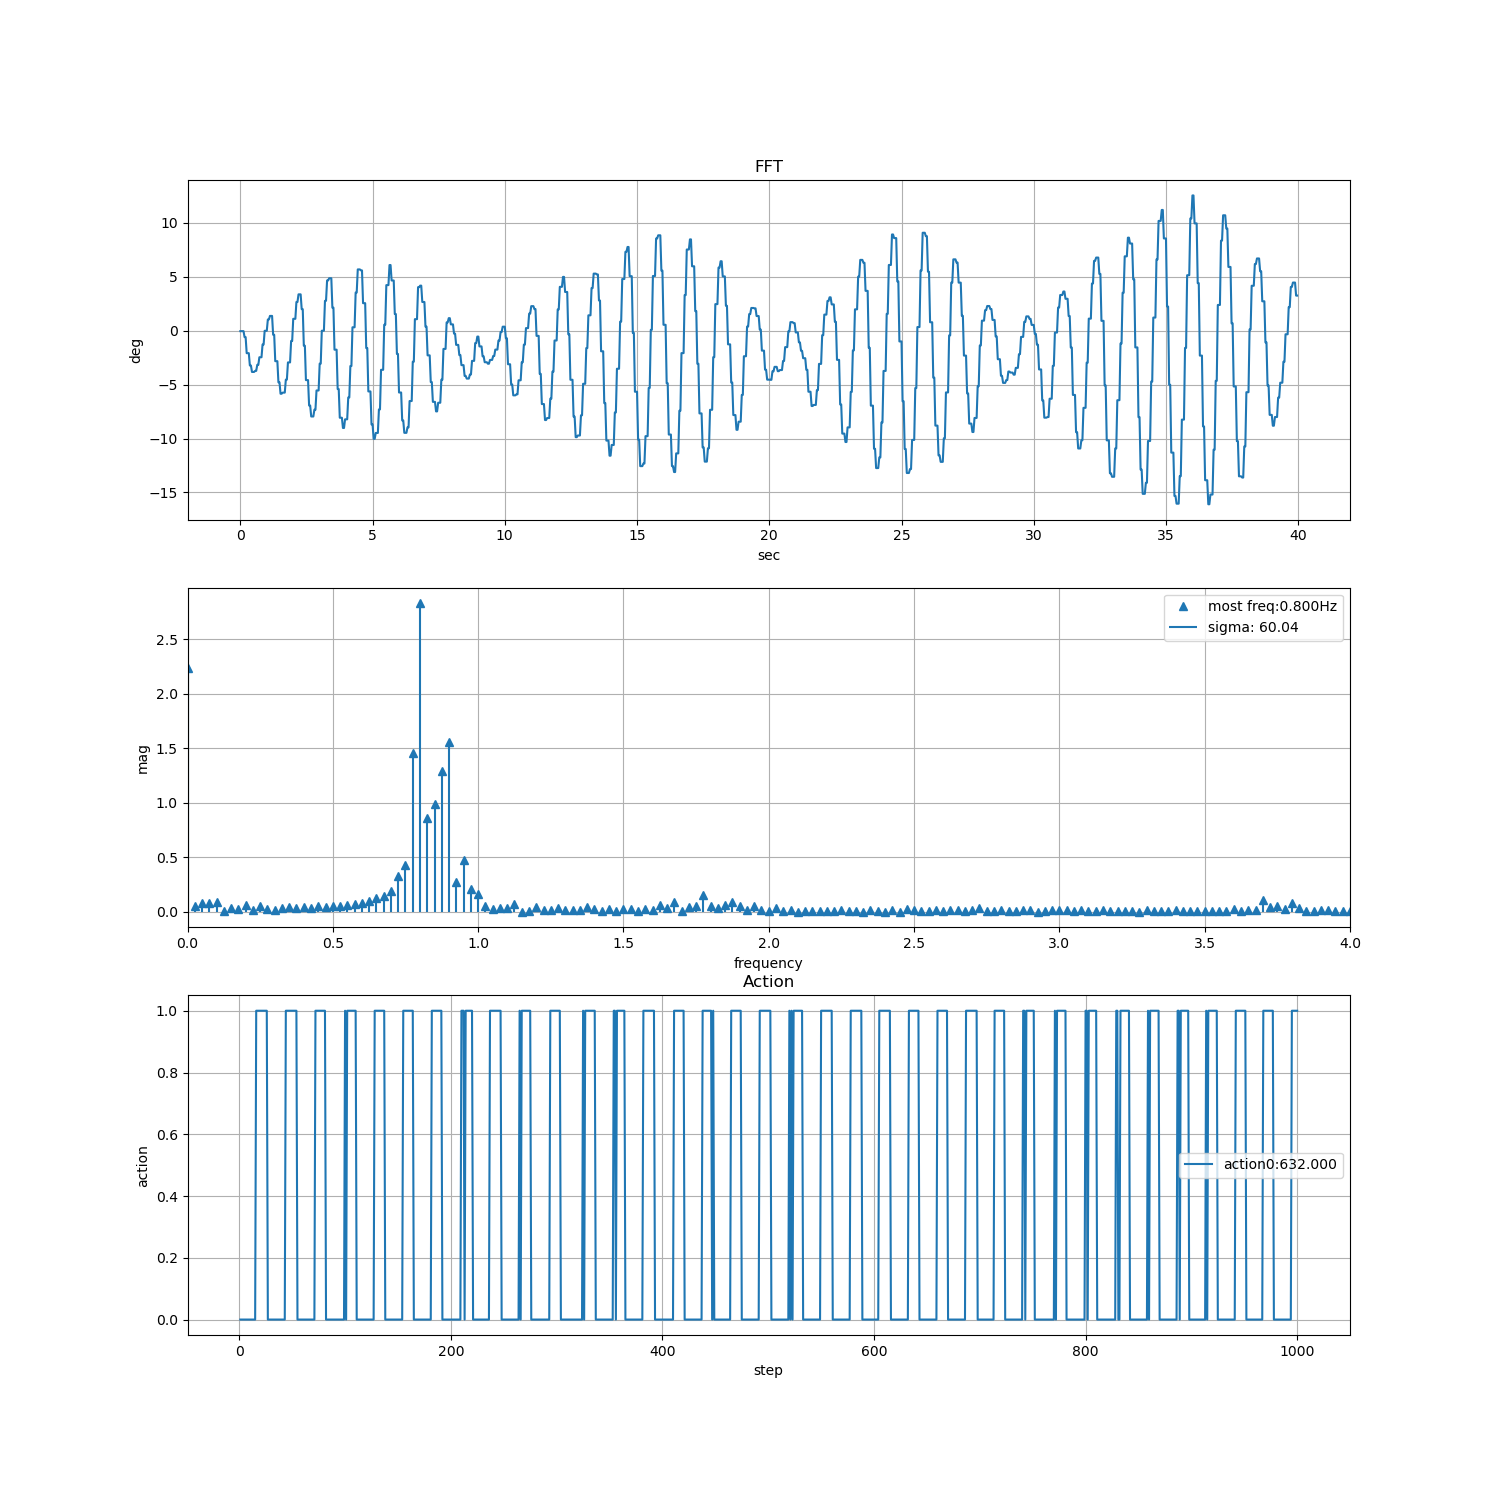 FFT
10
5
0
−5
−10
−15
deg
0 5 10 15 20 25 30 35 40
sec
most freq:0.800Hz
sigma: 60.04
2.5
2.0
1.5
1.0
0.5
0.0
mag
0.0 0.5 1.0 1.5 2.0 2.5 3.0 3.5 4.0
frequency
Action
1.0
0.8
0.6
0.4
0.2
0.0
action
action0:632.000
0 200 400 600 800 1000
step